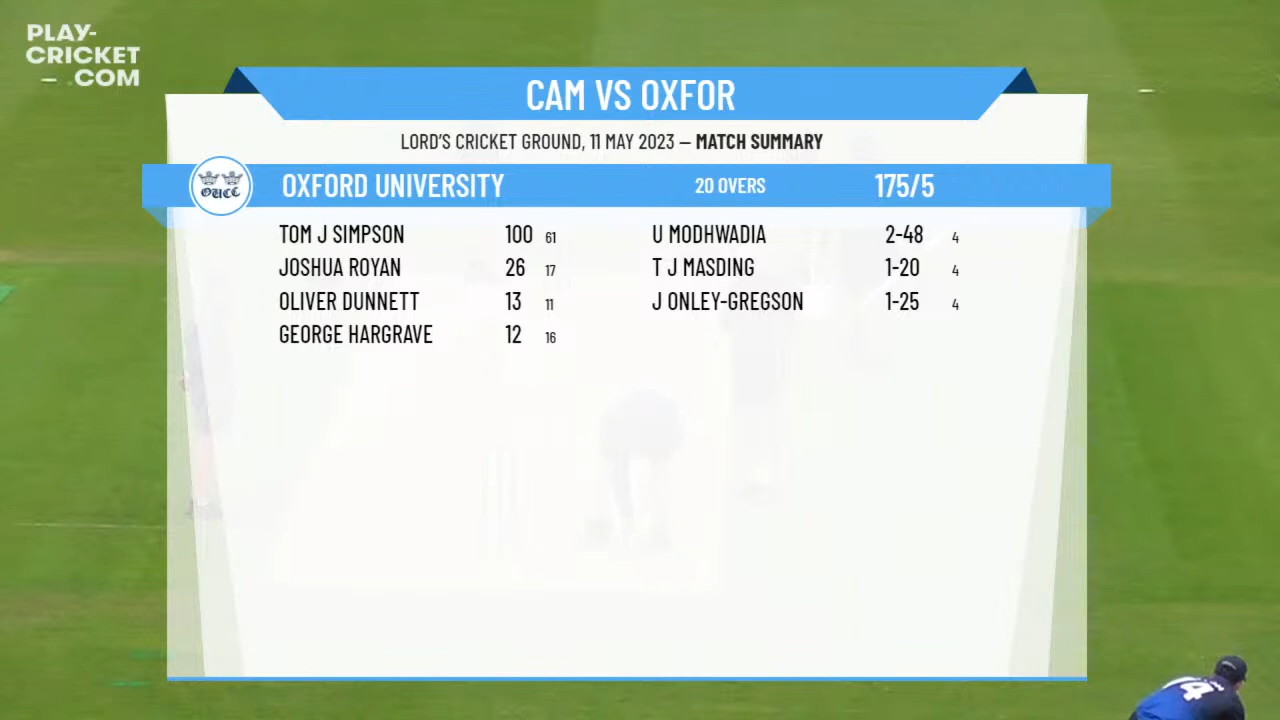 PLAY-
CRICKET
.COM
CAM VS OXFOR
LORD'S CRICKET GROUND, 11 MAY 2023 – MATCH SUMMARY
OUCC OXFORD UNIVERSITY 20 OVERS 175/5
TOM J SIMPSON 100 61 U MODHWADIA 2-48 4
JOSHUA ROYAN 26 17 T J MASDING 1-20 4
OLIVER DUNNETT 13 11 J ONLEY-GREGSON 1-25 4
GEORGE HARGRAVE 12 16
4